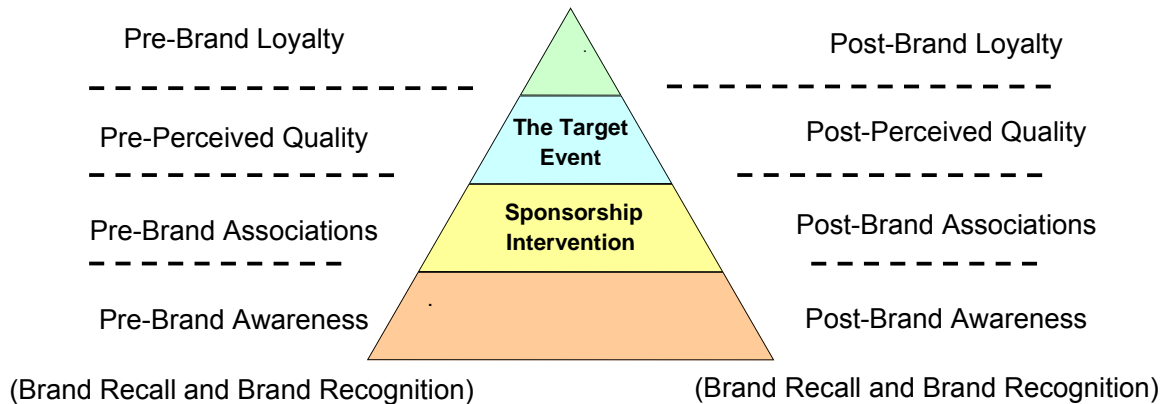 Pre-Brand Loyalty
Post-Brand Loyalty
Pre-Perceived Quality
The Target
Event
Post-Perceived Quality
Pre-Brand Associations
Sponsorship
Intervention
Post-Brand Associations
Pre-Brand Awareness
Post-Brand Awareness
(Brand Recall and Brand Recognition)
(Brand Recall and Brand Recognition)